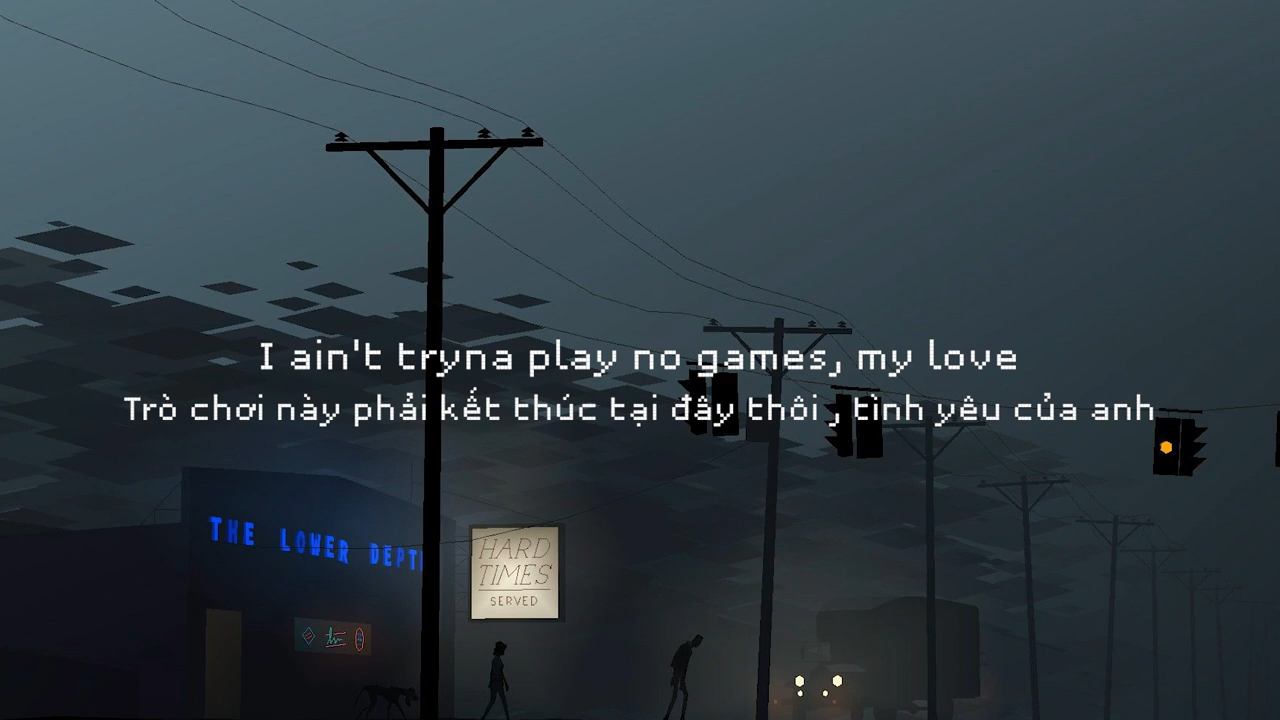 I ain't tryna play no games, my love
Trò chơi này phải kết thúc tại đây thôi , tình yêu của anh
THE LOWER DEPT
HARD
TIMES
SERVED